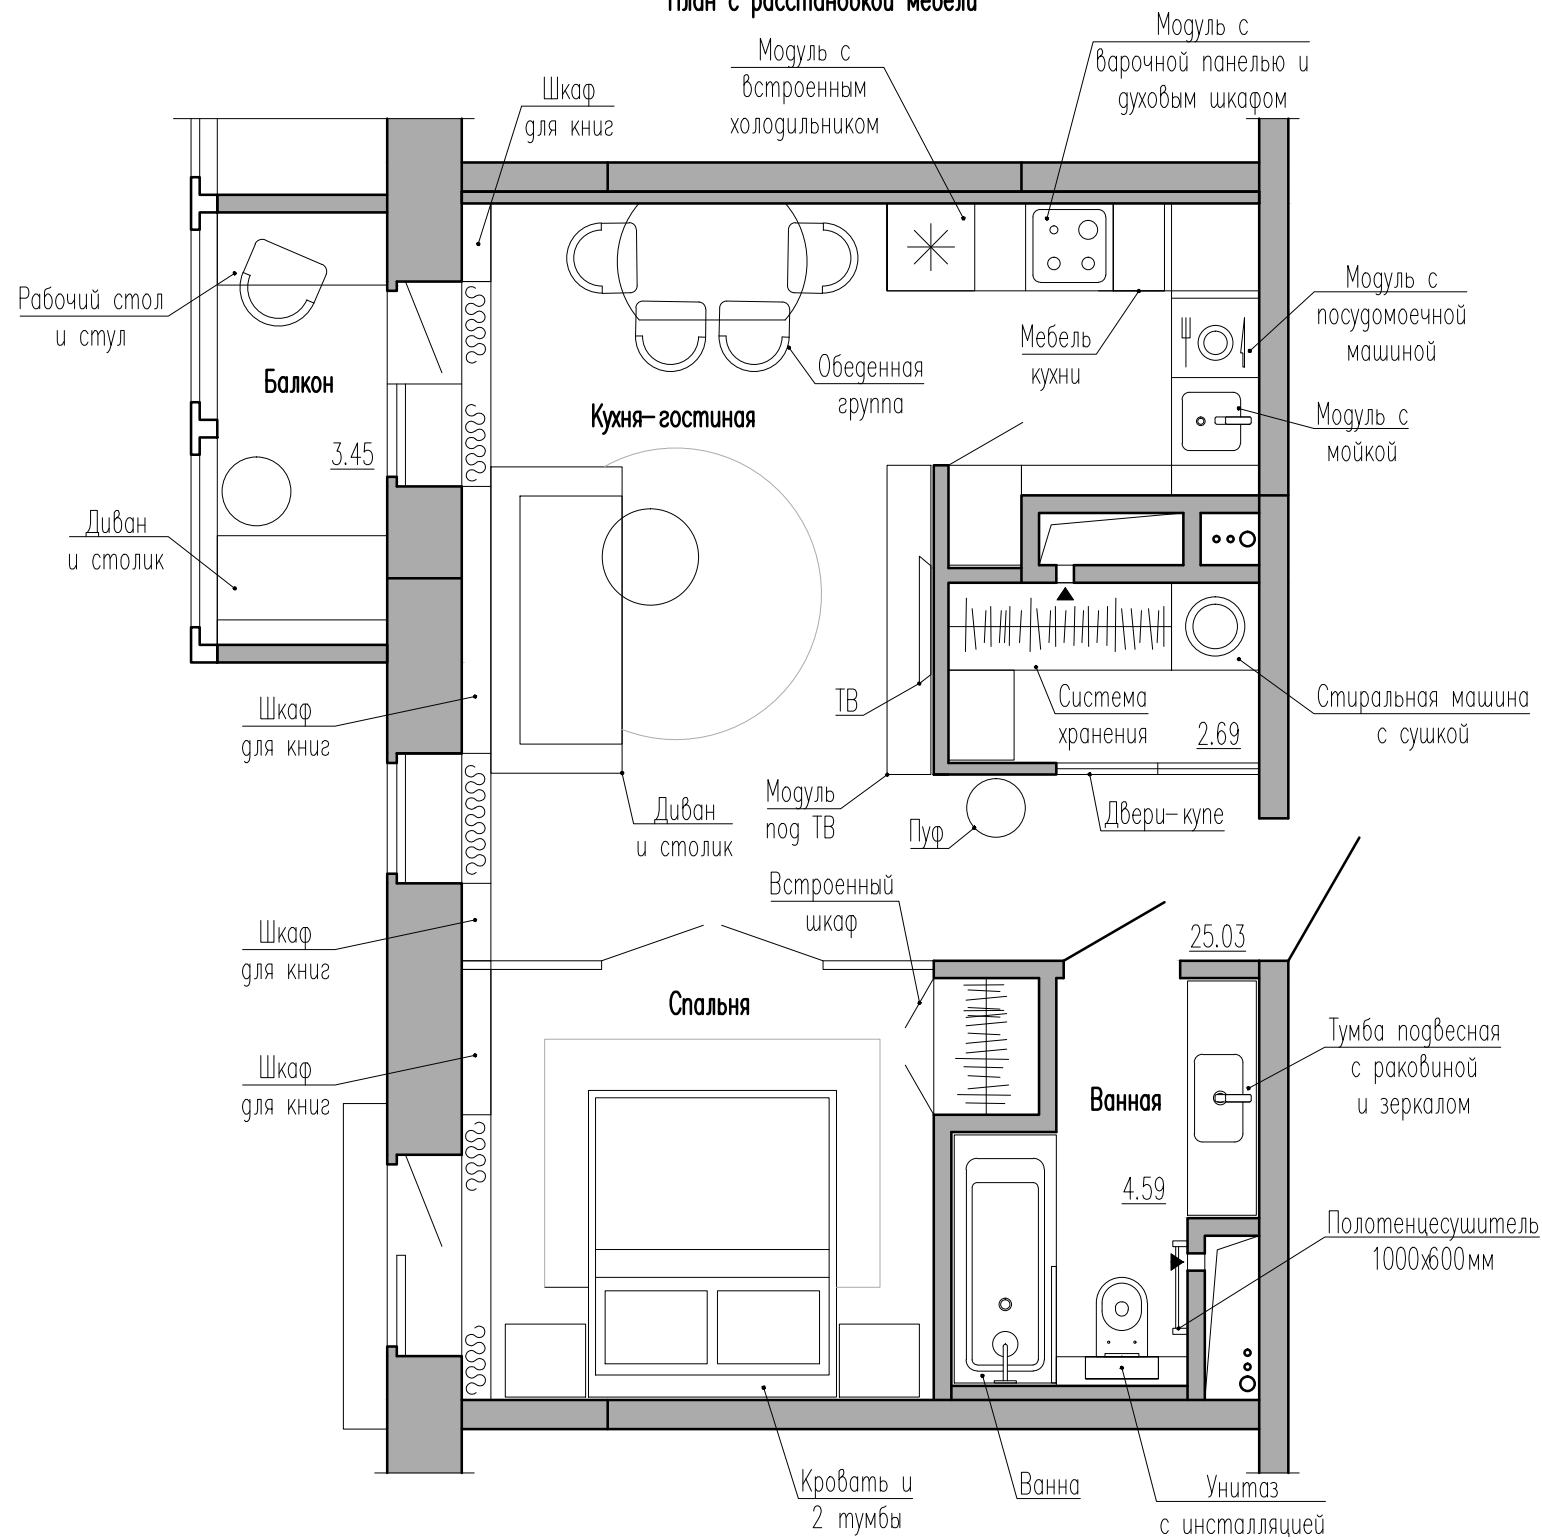 План с расстановкой мебели
Модуль с
варочной панелью и
духовым шкафом
Модуль с
встроенным
холодильником
Шкаф
для книг
Рабочий стол
и стул
Балкон
3.45
Диван
и столик
Кухня-гостиная
Обеденная
группа
Мебель
кухни
Модуль с
посудомоечной
машиной
Модуль с
мойкой
Шкаф
для книг
ТВ
Система
хранения
2.69
Стиральная машина
с сушкой
Диван
и столик
Модуль
под ТВ
Пуф
Двери-купе
Встроенный
шкаф
Шкаф
для книг
25.03
Спальня
Шкаф
для книг
Ванная
4.59
Тумба подвесная
с раковиной
и зеркалом
Полотенцесушитель
1000х600мм
Кровать и
2 тумбы
Ванна
Унитаз
с инсталляцией